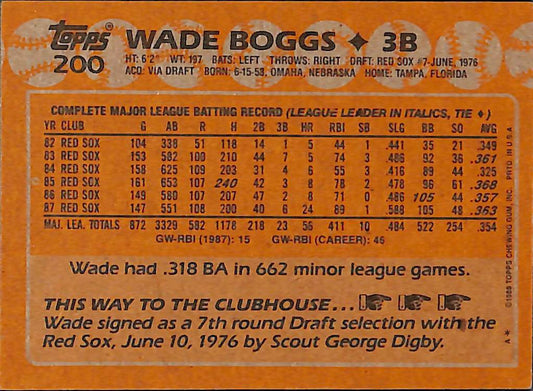 Topps WADE BOGGS ✦ 3B
200 HT: 6'2" WT: 197 BATS: LEFT THROWS: RIGHT DRFT: RED SOX #7-JUNE, 1976
ACQ: VIA DRAFT BORN: 6-15-58, OMAHA, NEBRASKA HOME: TAMPA, FLORIDA
COMPLETE MAJOR LEAGUE BATTING RECORD (LEAGUE LEADER IN ITALICS, TIE ♦)
YR CLUB G AB R H 2B 3B HR RBI SB SLG BB SO AVG
82 RED SOX 104 338 51 118 14 1 5 44 1 .441 35 21 .349
83 RED SOX 153 582 100 210 44 7 5 74 3 .486 92 36 .361
84 RED SOX 158 625 109 203 31 4 6 55 3 .416 89 44 .325
85 RED SOX 161 653 107 240 42 3 8 78 2 .478 96 61 .368
86 RED SOX 149 580 107 207 47 2 8 71 0 .486 105 44 .357
87 RED SOX 147 551 108 200 40 6 24 89 1 .588 105 48 .363
MAJ. LEA. TOTALS 872 3329 582 1178 218 23 56 411 10 .484 522 254 .354
GW-RBI (1987): 15 GW-RBI (CAREER): 46
Wade had .318 BA in 662 minor league games.
THIS WAY TO THE CLUBHOUSE...
Wade signed as a 7th round Draft selection with the
Red Sox, June 10, 1976 by Scout George Digby.
©1988 TOPPS CHEWING GUM, INC. PRTD. IN U.S.A.
A*